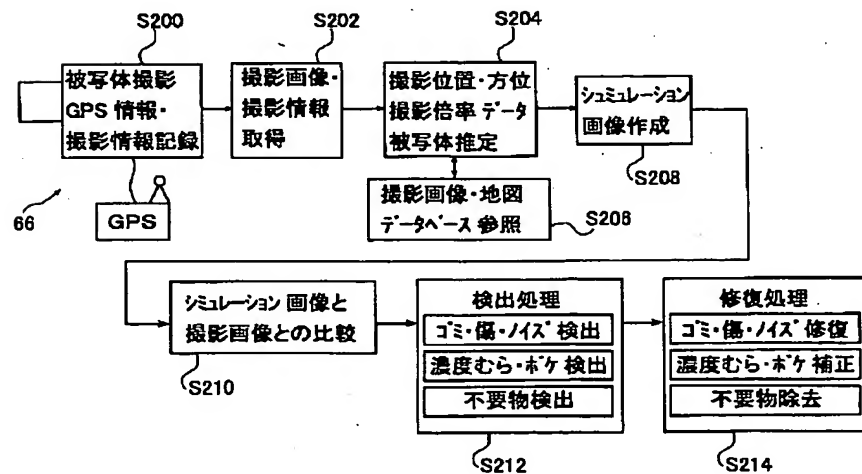 S200
被写体撮影
GPS 情報・
撮影情報記録
66
GPS
S202
撮影画像・
撮影情報
取得
S204
撮影位置・方位
撮影倍率データ
被写体推定
撮影画像・地図
データベース参照
S206
シュミュレーション
画像作成
S208
シミュレーション 画像と
撮影画像との比較
S210
検出処理
ゴミ・傷・ノイズ 検出
濃度むら・ボケ 検出
不要物検出
S212
修復処理
ゴミ・傷・ノイズ 修復
濃度むら・ボケ 補正
不要物除去
S214